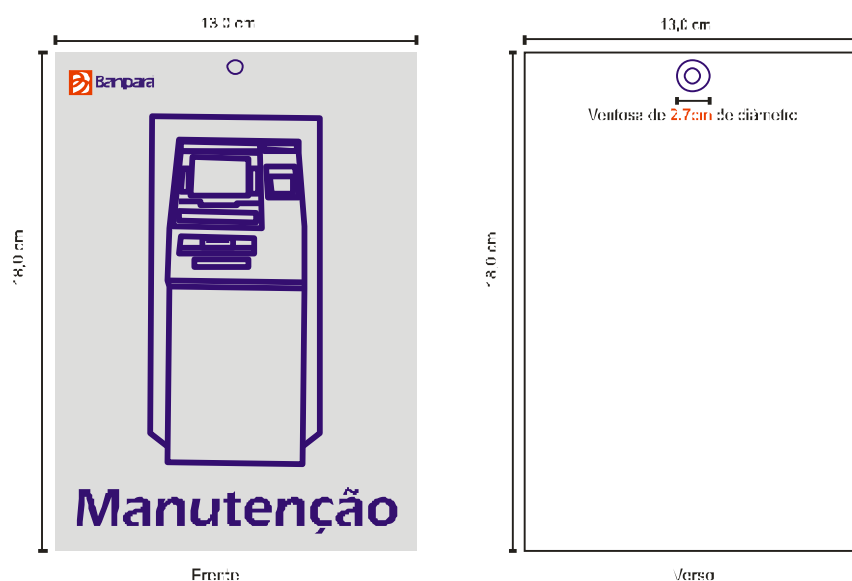 13,0 cm
18,0 cm
Banpara
Manutenção
Frente
13,0 cm
18,0 cm
Ventosa de 2.7cm de diâmetro
Verso